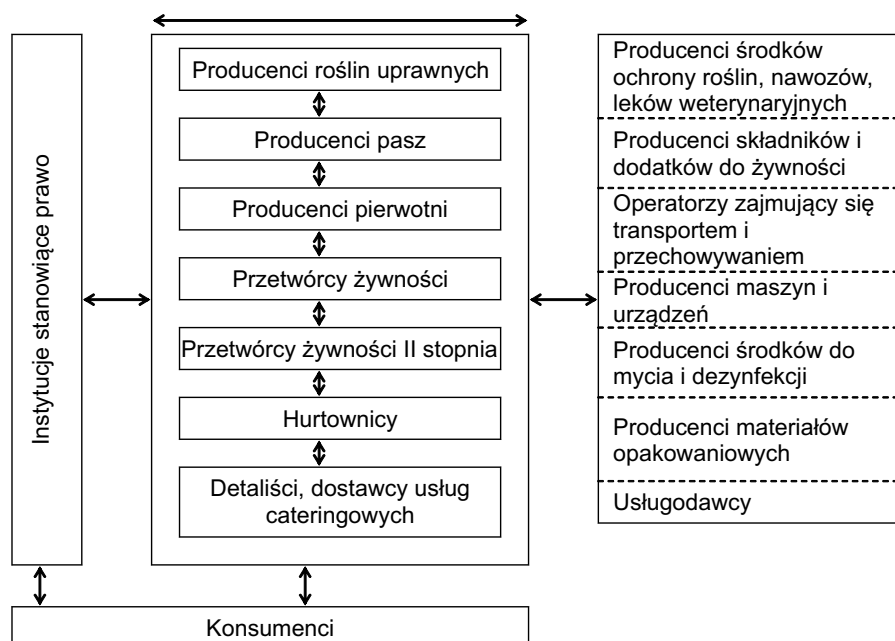 Instytucje stanowiące prawo
Producenci roślin uprawnych
Producenci pasz
Producenci pierwotni
Przetwórcy żywności
Przetwórcy żywności II stopnia
Hurtownicy
Detaliści, dostawcy usług
cateringowych
Producenci środków
ochrony roślin, nawozów,
leków weterynaryjnych
Producenci składników i
dodatków do żywności
Operatorzy zajmujący się
transportem i
przechowywaniem
Producenci maszyn i
urządzeń
Producenci środków do
mycia i dezynfekcji
Producenci materiałów
opakowaniowych
Usługodawcy
Konsumenci